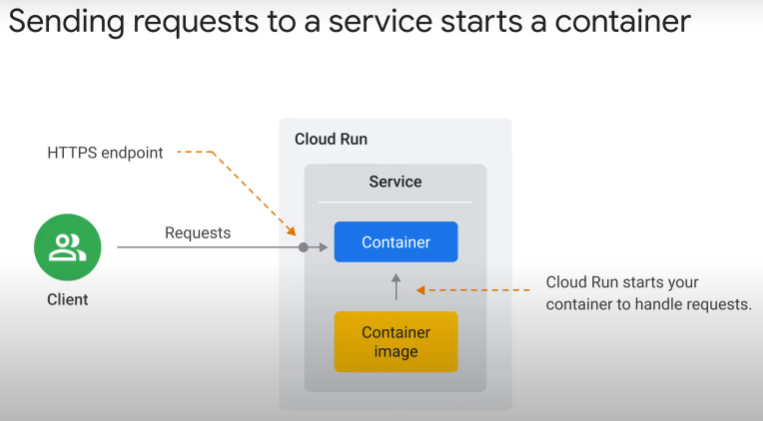 Sending requests to a service starts a container
Cloud Run
HTTPS endpoint
Service
Requests
Container
Client
Cloud Run starts your
container to handle requests.
Container
image